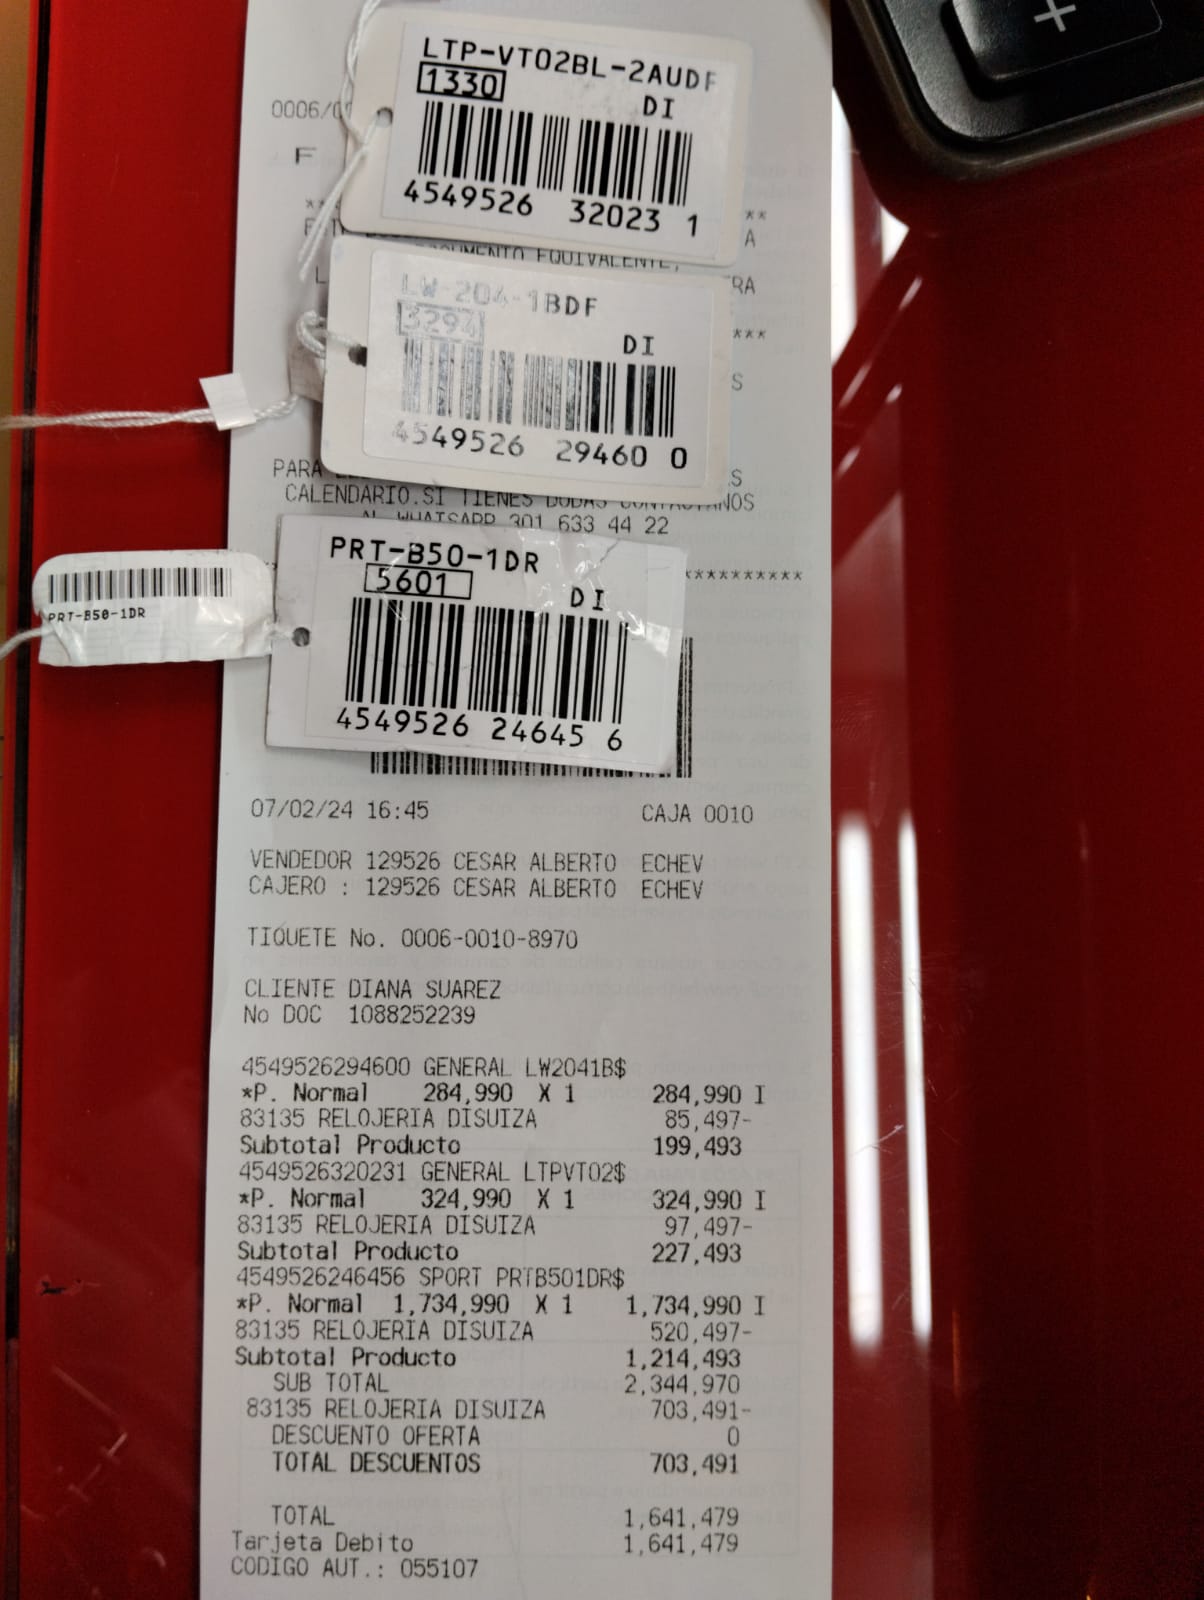 LTP-VT02BL-2AUDF
1330
DI
4549526 32023 1
0006/
F
**
A
DOCUMENTO EQUIVALENTE,
L
RA
***
LW-204-1BDF
3294
DI
4549526 29460 0
S
PARA
S
CALENDARIO.SI TIENES DUDAS CONTACTANOS
AL WHATSAPP 301 633 44 22
**********
PRT-B50-1DR
5601
DI
4549526 24645 6
PRT-B50-1DR
07/02/24 16:45 CAJA 0010
VENDEDOR 129526 CESAR ALBERTO ECHEV
CAJERO : 129526 CESAR ALBERTO ECHEV
TIQUETE No. 0006-0010-8970
CLIENTE DIANA SUAREZ
No DOC 1088252239
4549526294600 GENERAL LW2041B$
*P. Normal 284,990 X 1 284,990 I
83135 RELOJERIA DISUIZA 85,497-
Subtotal Producto 199,493
4549526320231 GENERAL LTPVT02$
*P. Normal 324,990 X 1 324,990 I
83135 RELOJERIA DISUIZA 97,497-
Subtotal Producto 227,493
4549526246456 SPORT PRTB501DR$
*P. Normal 1,734,990 X 1 1,734,990 I
83135 RELOJERIA DISUIZA 520,497-
Subtotal Producto 1,214,493
SUB TOTAL 2,344,970
83135 RELOJERIA DISUIZA 703,491-
DESCUENTO OFERTA 0
TOTAL DESCUENTOS 703,491
TOTAL 1,641,479
Tarjeta Debito 1,641,479
CODIGO AUT.: 055107